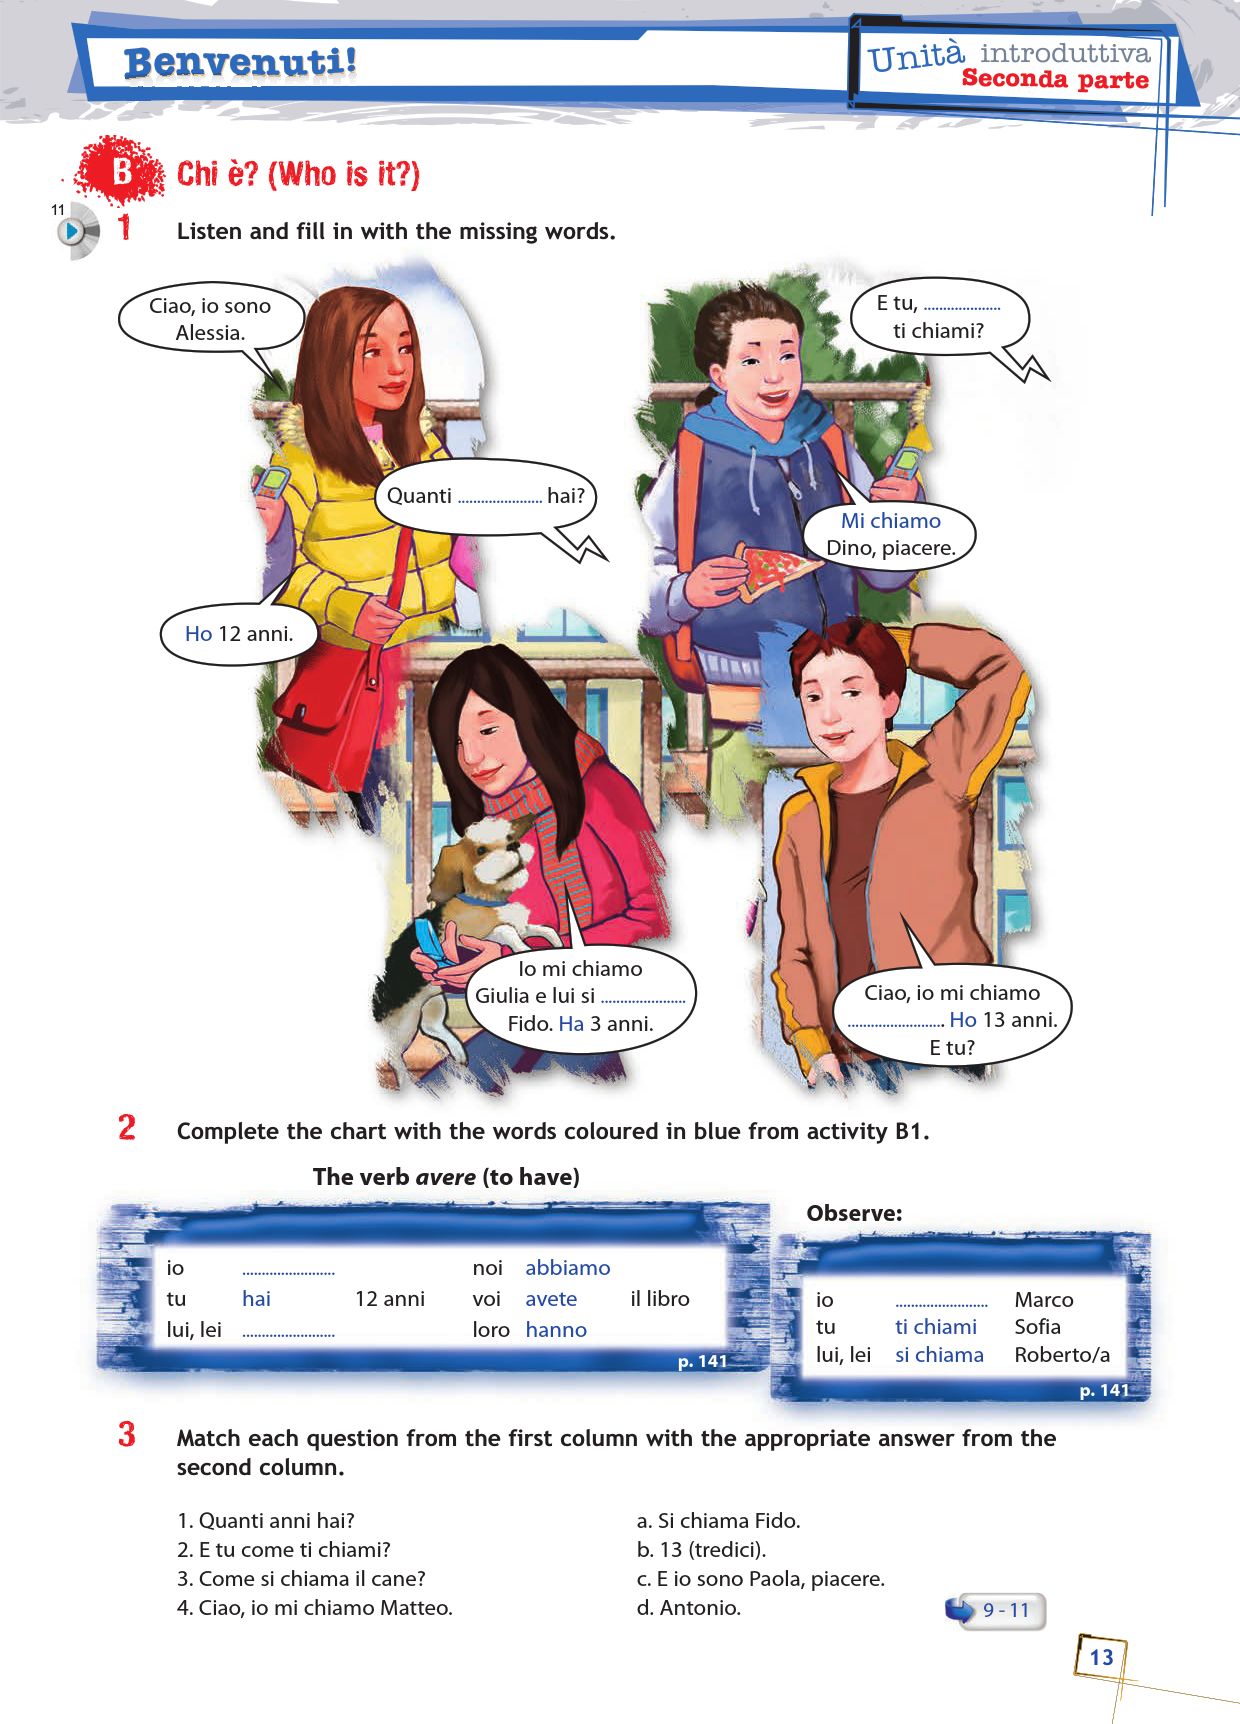 Benvenuti!
Unità introduttiva
Seconda parte
B Chi è? (Who is it?)
11
1 Listen and fill in with the missing words.
Ciao, io sono
Alessia.
E tu, ....................
ti chiami?
Quanti ...................... hai?
Mi chiamo
Dino, piacere.
Ho 12 anni.
Io mi chiamo
Giulia e lui si ......................
Fido. Ha 3 anni.
Ciao, io mi chiamo
......................... Ho 13 anni.
E tu?
2 Complete the chart with the words coloured in blue from activity B1.
The verb avere (to have)
io ........................ noi abbiamo
tu hai 12 anni voi avete il libro
lui, lei ........................ loro hanno
p. 141
Observe:
io ........................ Marco
tu ti chiami Sofia
lui, lei si chiama Roberto/a
p. 141
3 Match each question from the first column with the appropriate answer from the
second column.
1. Quanti anni hai?
2. E tu come ti chiami?
3. Come si chiama il cane?
4. Ciao, io mi chiamo Matteo.
a. Si chiama Fido.
b. 13 (tredici).
c. E io sono Paola, piacere.
d. Antonio.
9 - 11
13